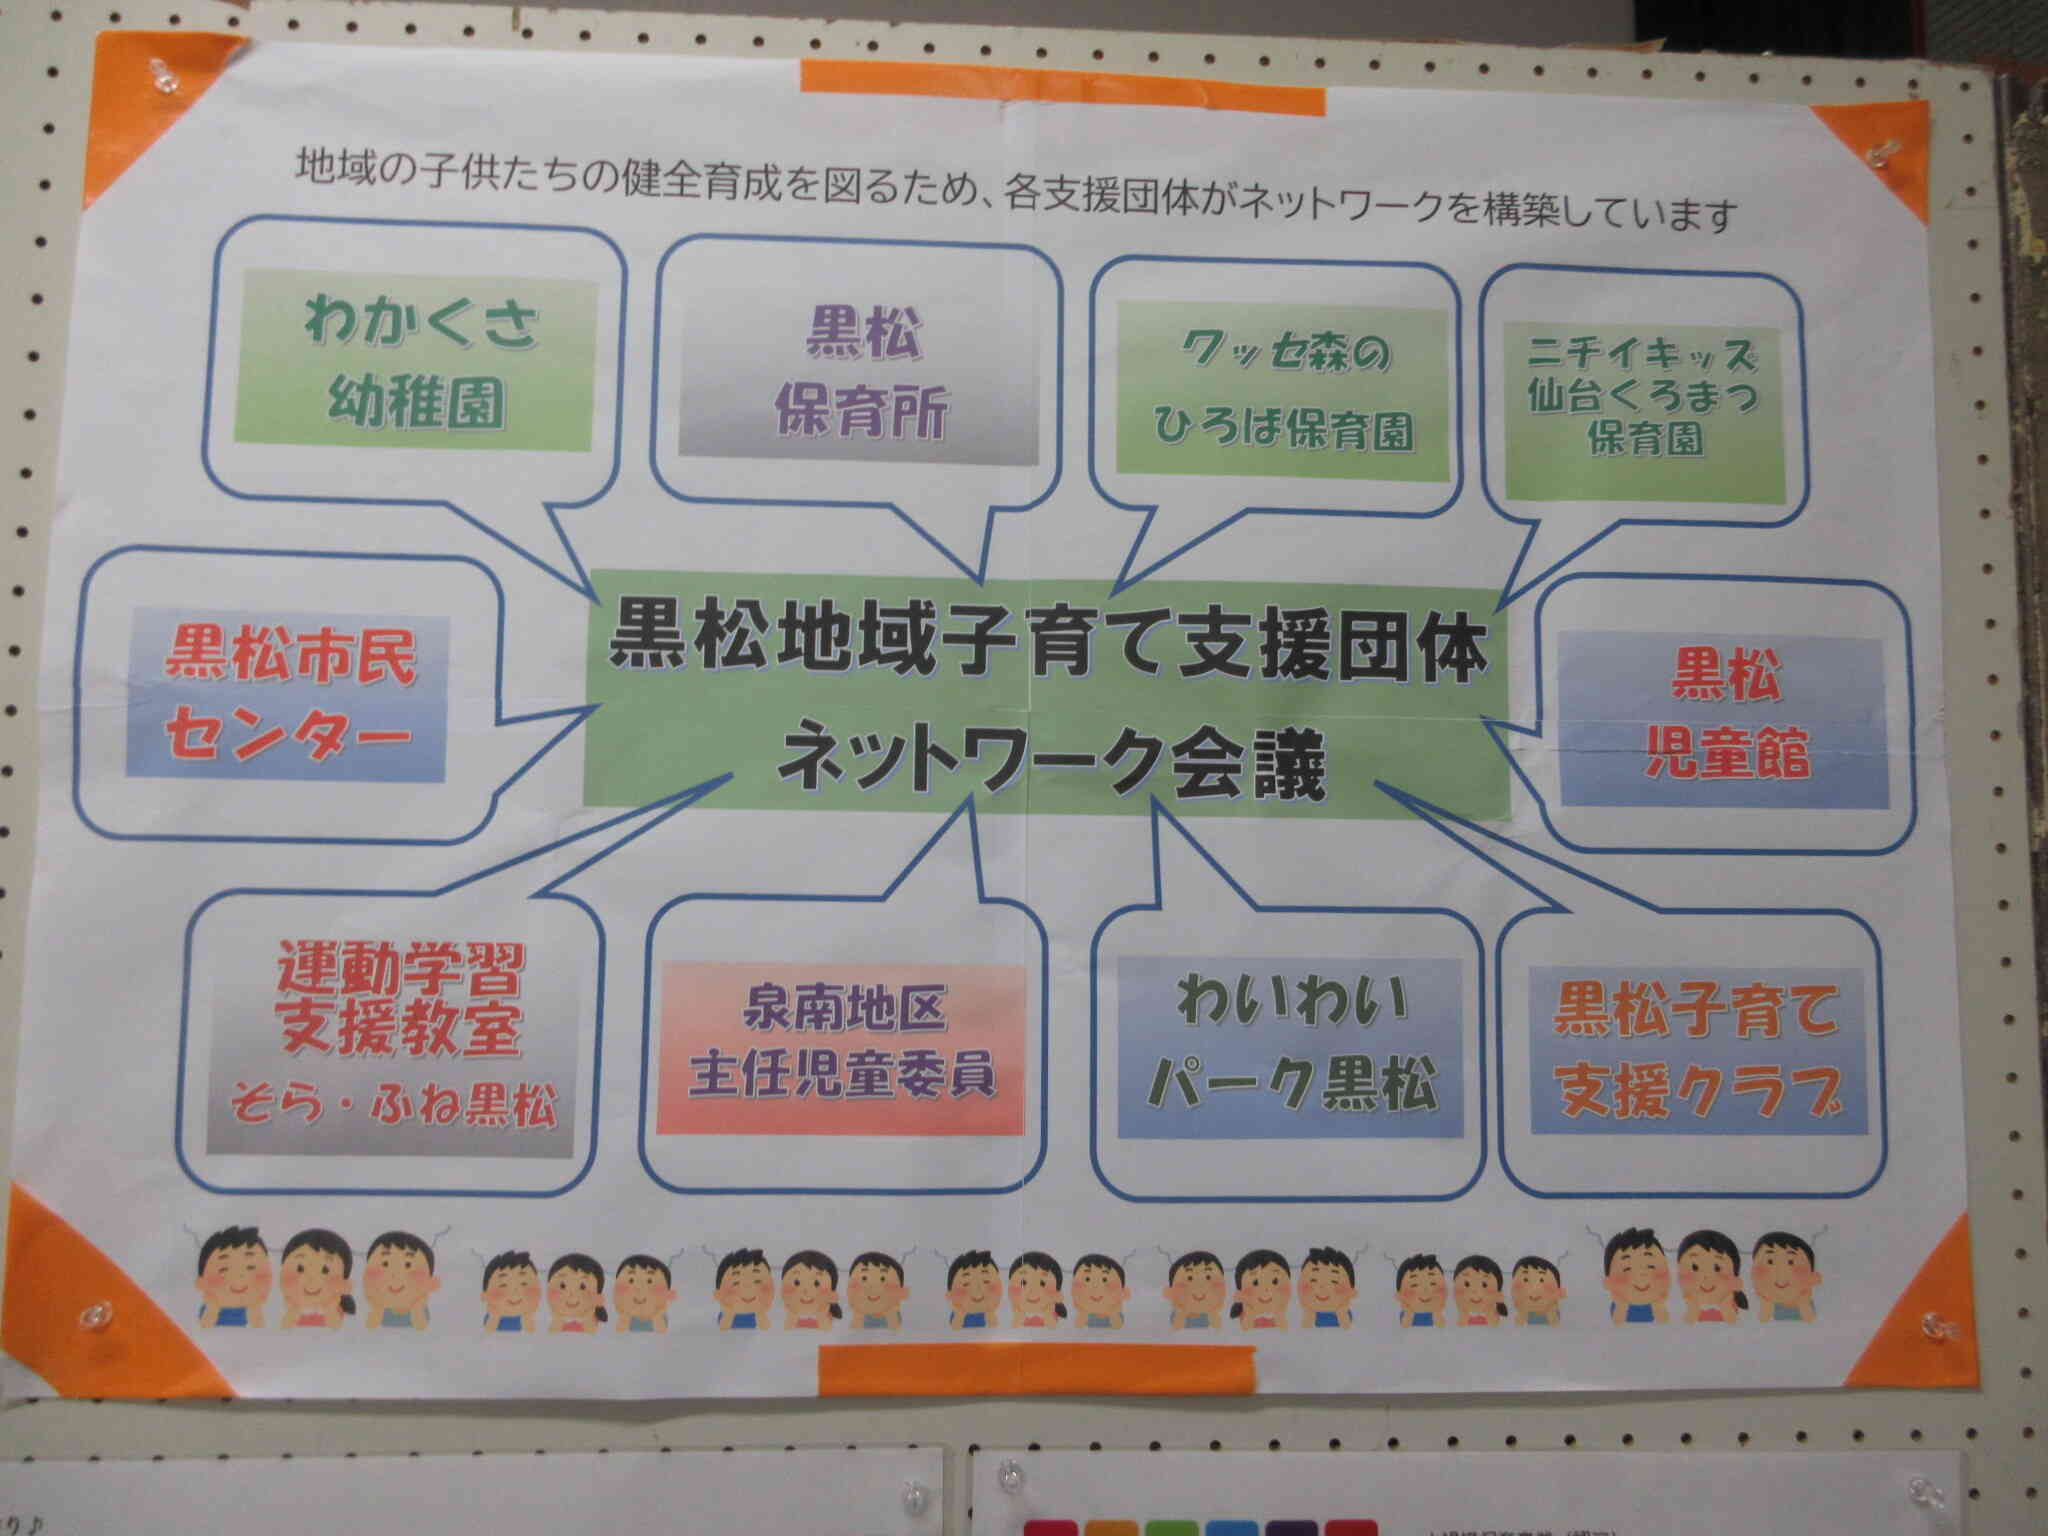 地域の子供たちの健全育成を図るため、各支援団体がネットワークを構築しています
わかくさ
幼稚園
黒松
保育所
ワッセ森の
ひろば保育園
ニチイキッズ
仙台くろまつ
保育園
黒松市民
センター
黒松地域子育て支援団体
ネットワーク会議
黒松
児童館
運動学習
支援教室
そら・ふね黒松
泉南地区
主任児童委員
わいわい
パーク黒松
黒松子育て
支援クラブ